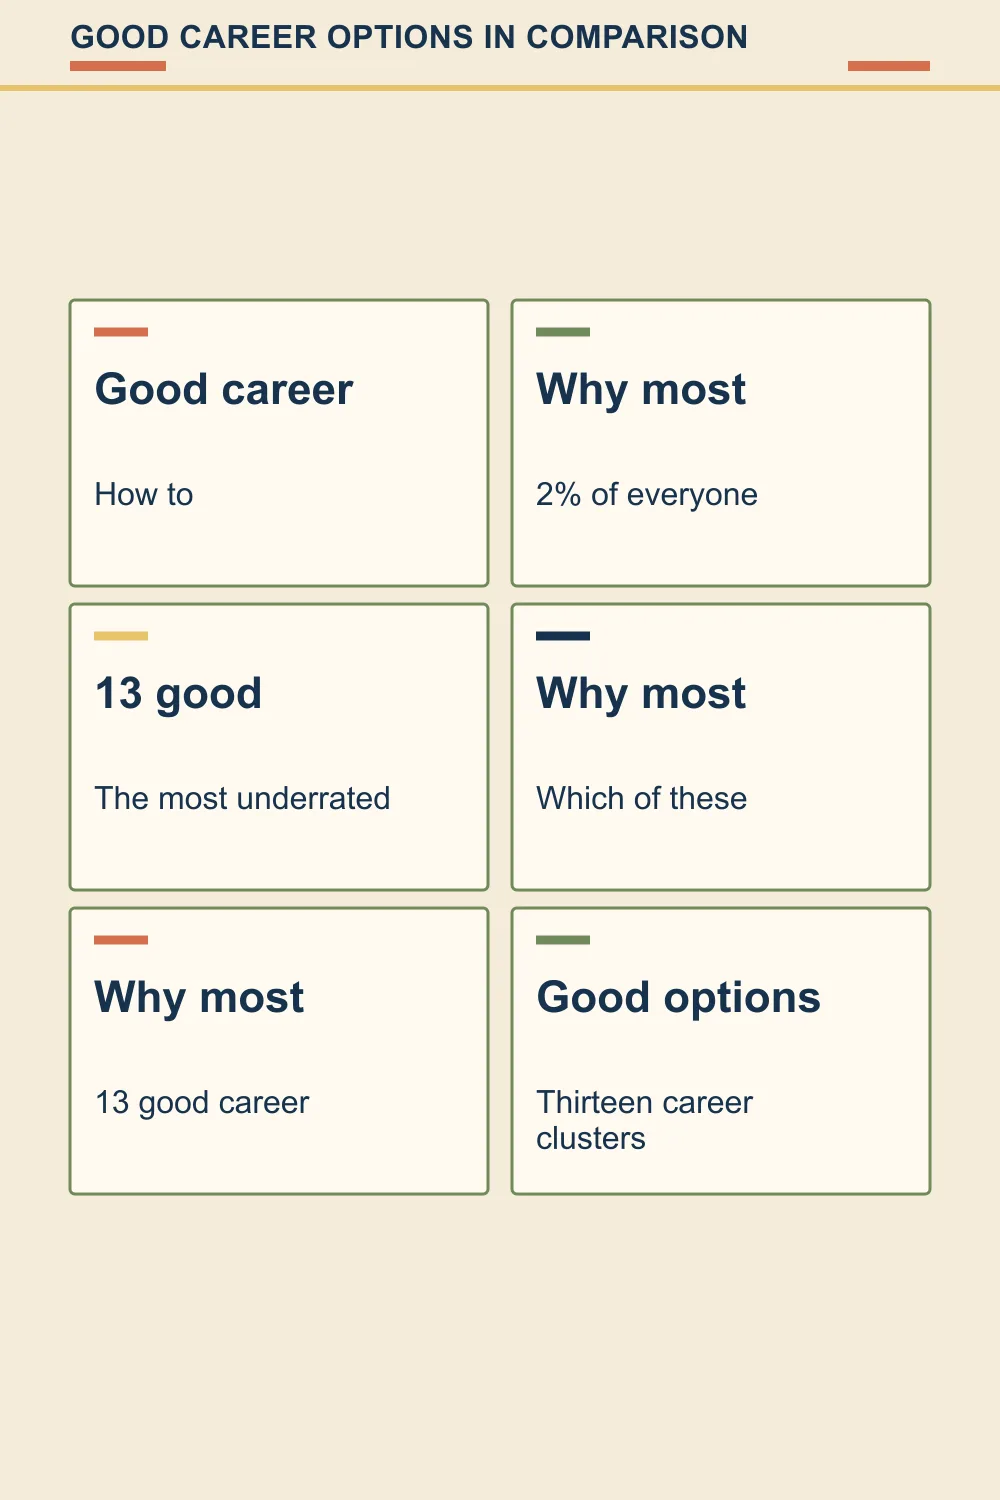 GOOD CAREER OPTIONS IN COMPARISON
Good career
How to
Why most
2% of everyone
13 good
The most underrated
Why most
Which of these
Why most
13 good career
Good options
Thirteen career
clusters